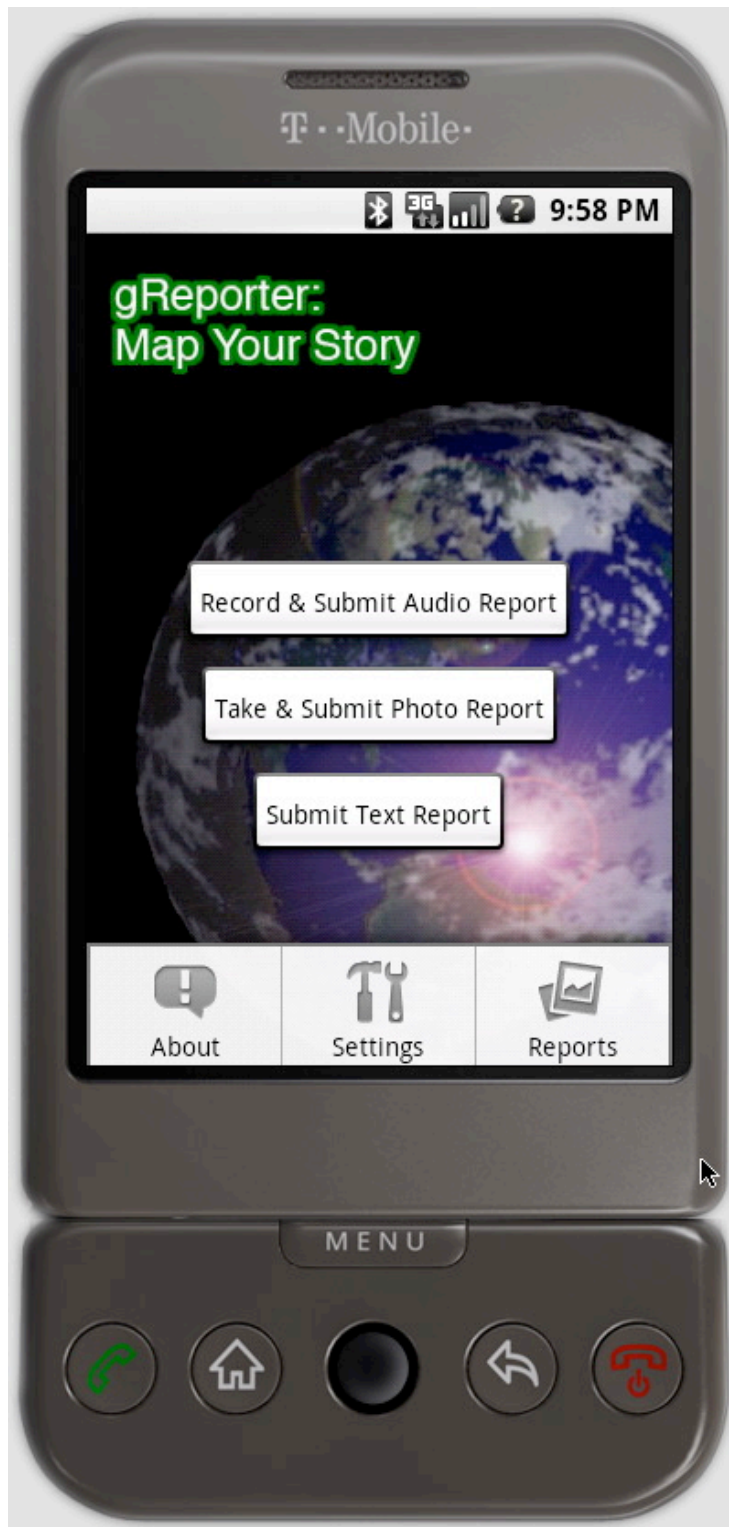 T··Mobile·
3G ? 9:58 PM
gReporter:
Map Your Story
Record & Submit Audio Report
Take & Submit Photo Report
Submit Text Report
About Settings Reports
MENU